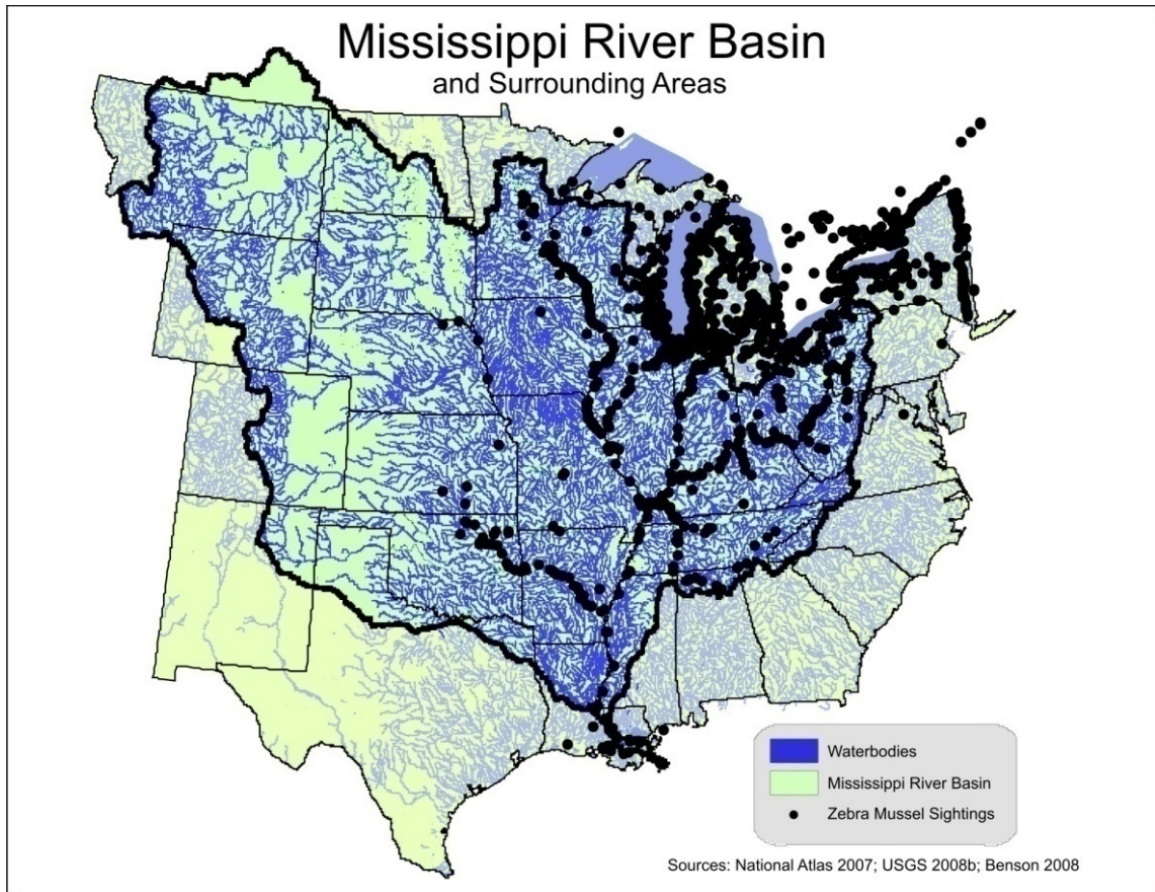 Mississippi River Basin
and Surrounding Areas
Waterbodies
Mississippi River Basin
Zebra Mussel Sightings
Sources: National Atlas 2007; USGS 2008b; Benson 2008